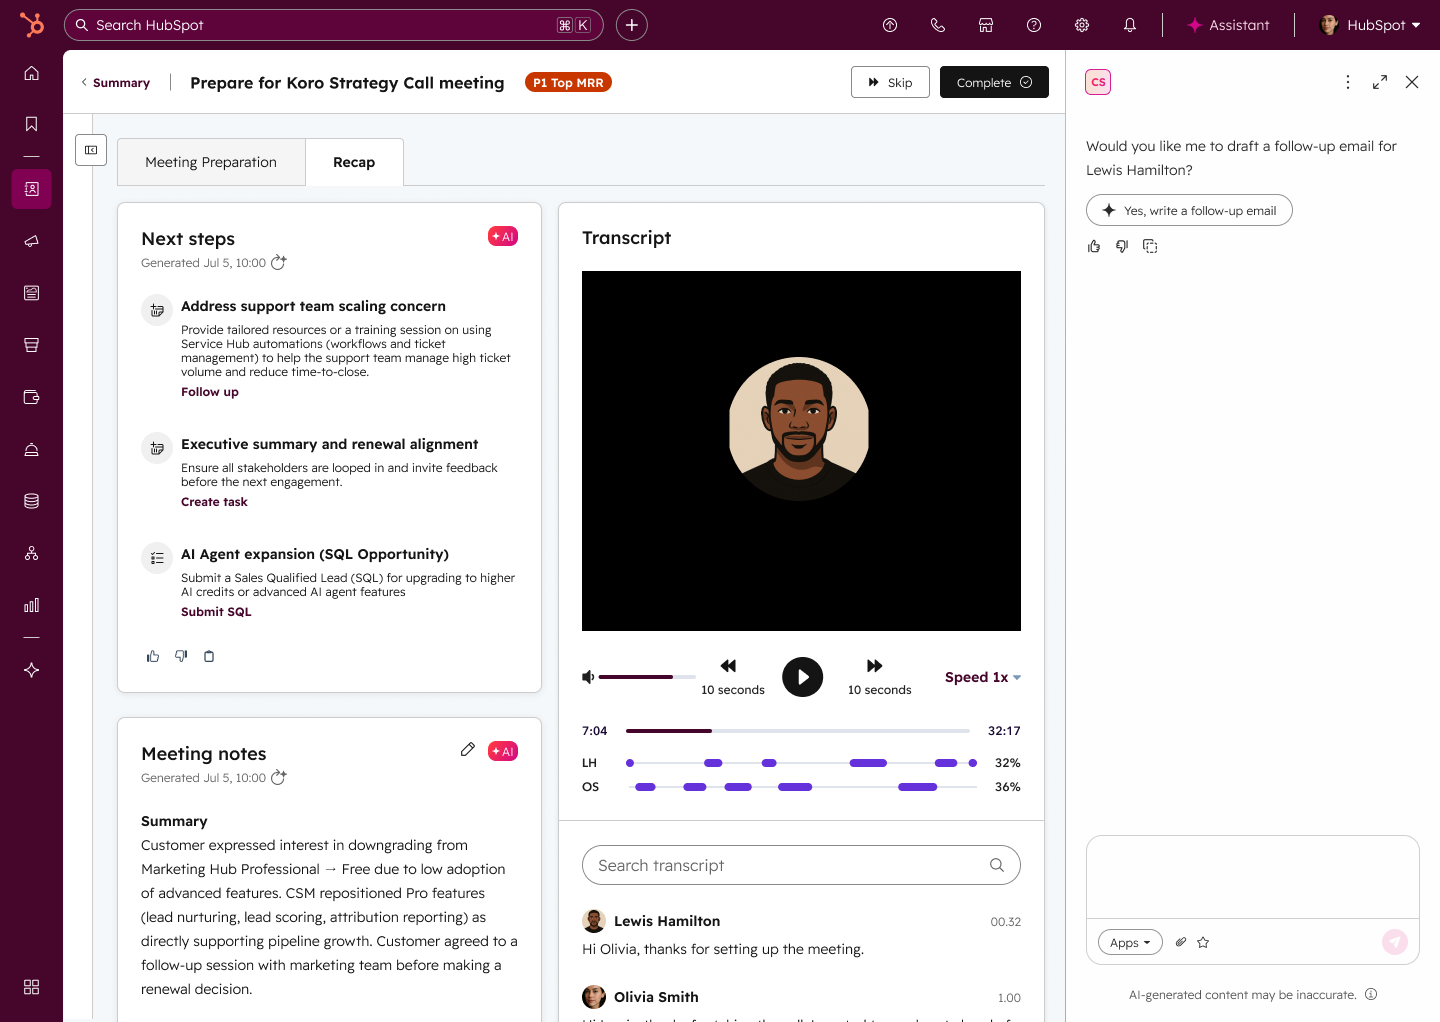 Search HubSpot
⌘ K
Assistant
HubSpot
Summary
Prepare for Koro Strategy Call meeting
P1 Top MRR
Skip
Complete
CS
Meeting Preparation
Recap
Next steps
AI
Generated Jul 5, 10:00
Address support team scaling concern
Provide tailored resources or a training session on using
Service Hub automations (workflows and ticket
management) to help the support team manage high ticket
volume and reduce time-to-close.
Follow up
Executive summary and renewal alignment
Ensure all stakeholders are looped in and invite feedback
before the next engagement.
Create task
AI Agent expansion (SQL Opportunity)
Submit a Sales Qualified Lead (SQL) for upgrading to higher
AI credits or advanced AI agent features
Submit SQL
Meeting notes
AI
Generated Jul 5, 10:00
Summary
Customer expressed interest in downgrading from
Marketing Hub Professional → Free due to low adoption
of advanced features. CSM repositioned Pro features
(lead nurturing, lead scoring, attribution reporting) as
directly supporting pipeline growth. Customer agreed to a
follow-up session with marketing team before making a
renewal decision.
Transcript
10 seconds
10 seconds
Speed 1x
7:04
32:17
LH
32%
OS
36%
Search transcript
Lewis Hamilton
00.32
Hi Olivia, thanks for setting up the meeting.
Olivia Smith
1.00
Would you like me to draft a follow-up email for
Lewis Hamilton?
Yes, write a follow-up email
Apps
AI-generated content may be inaccurate.